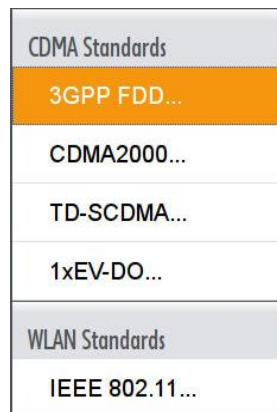 CDMA Standards
3GPP FDD...
CDMA2000...
TD-SCDMA...
1xEV-DO...
WLAN Standards
IEEE 802.11...